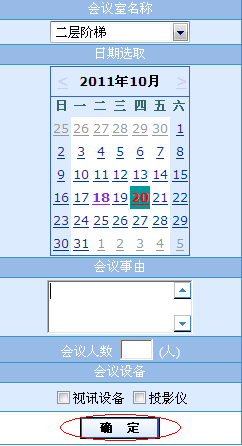 会议室名称
二层阶梯
日期选取
< 2011年10月 >
日 一 二 三 四 五 六
25 26 27 28 29 30 1
2 3 4 5 6 7 8
9 10 11 12 13 14 15
16 17 18 19 20 21 22
23 24 25 26 27 28 29
30 31 1 2 3 4 5
会议事由
会议人数 (人)
会议设备
视讯设备 投影仪
确 定